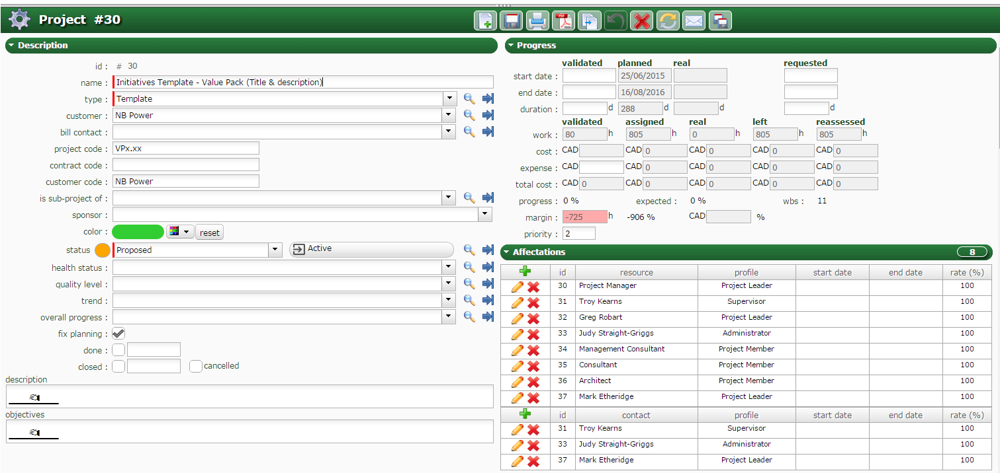 Project #30
Description
id : # 30
name : Initiatives Template - Value Pack (Title & description)
type : Template
customer : NB Power
bill contact :
project code : VPx.xx
contract code :
customer code : NB Power
is sub-project of :
sponsor :
color : reset
status Proposed Active
health status :
quality level :
trend :
overall progress :
fix planning :
done :
closed : cancelled
description
objectives
Progress
validated planned real requested
start date : 25/06/2015
end date : 16/08/2016
duration : d 288 d d d
validated assigned real left reassessed
work : 80 h 805 h 0 h 805 h 805 h
cost : CAD CAD 0 CAD 0 CAD 0 CAD 0
expense : CAD CAD 0 CAD 0 CAD 0 CAD 0
total cost : CAD 0 CAD 0 CAD 0 CAD 0 CAD 0
progress : 0 % expected : 0 % wbs : 11
margin : -725 h -906 % CAD %
priority : 2
Affectations 8
id resource profile start date end date rate (%)
30 Project Manager Project Leader 100
31 Troy Kearns Supervisor 100
32 Greg Robart Project Leader 100
33 Judy Straight-Griggs Administrator 100
34 Management Consultant Project Member 100
35 Consultant Project Member 100
36 Architect Project Member 100
37 Mark Etheridge Project Leader 100
id contact profile start date end date rate (%)
31 Troy Kearns Supervisor 100
33 Judy Straight-Griggs Administrator 100
37 Mark Etheridge Project Leader 100